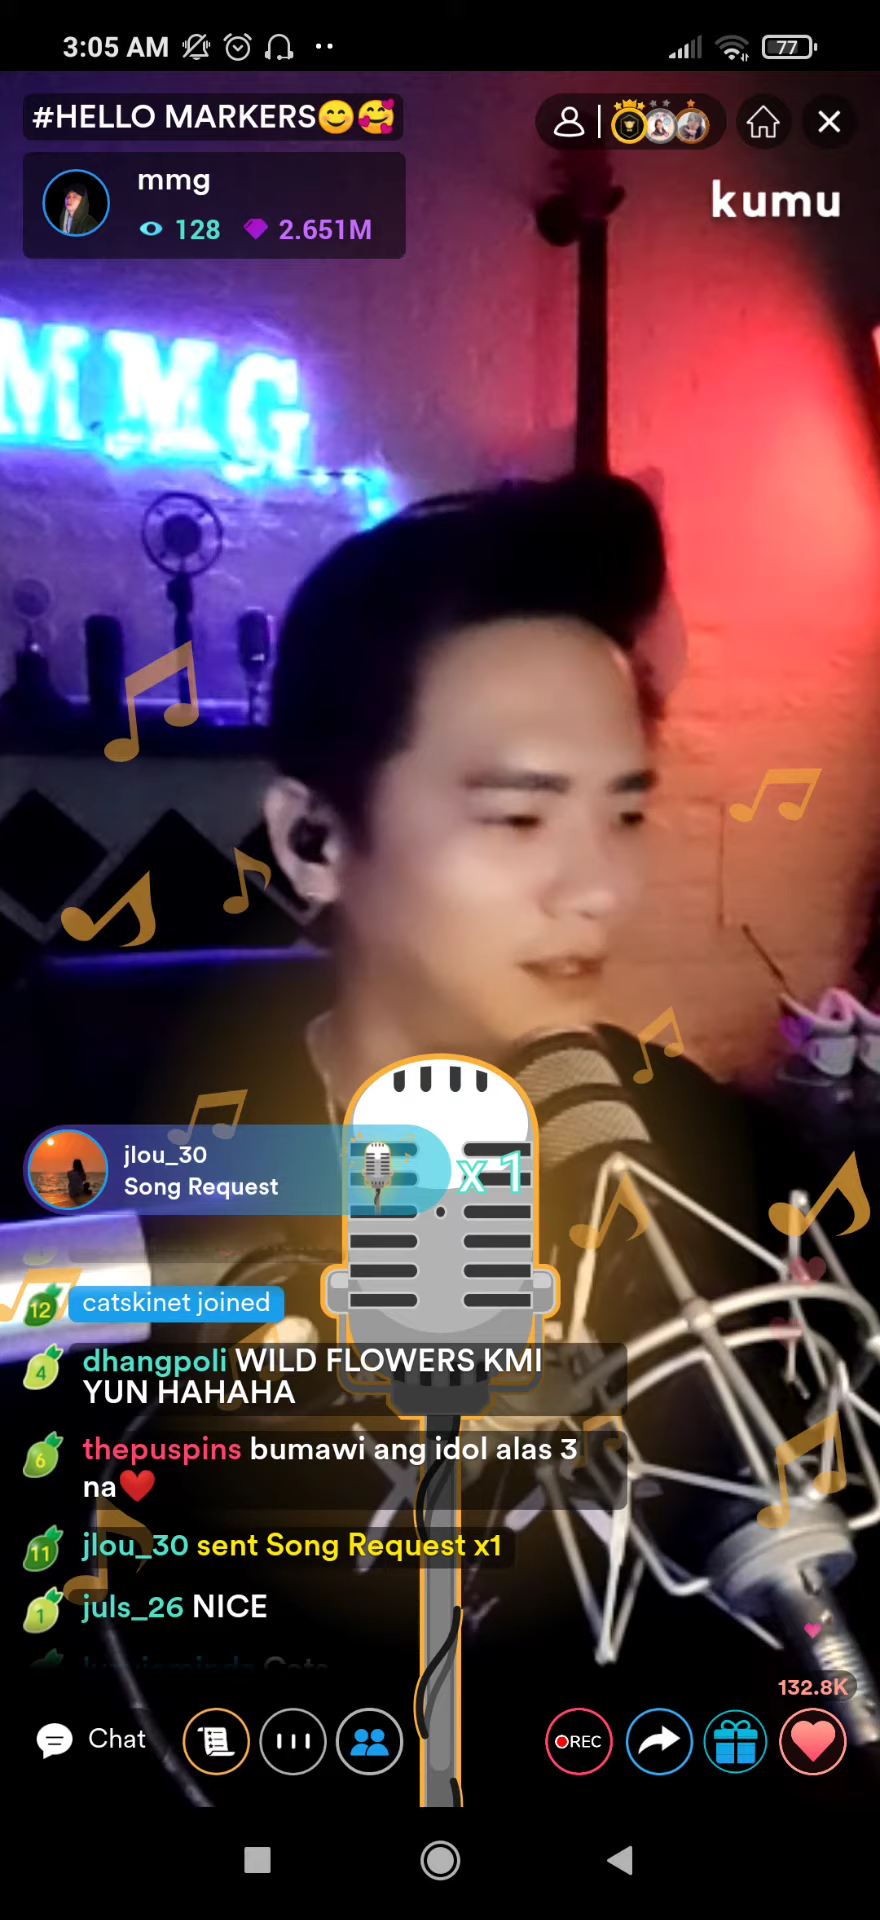 3:05 AM
77
#HELLO MARKERS😊🥰
mmg
128 2.651M
kumu
MMG
jlou_30
Song Request
x 1
12 catskinet joined
4 dhangpoli WILD FLOWERS KMI
YUN HAHAHA
6 thepuspins bumawi ang idol alas 3
na❤️
11 jlou_30 sent Song Request x1
1 juls_26 NICE
132.8K
Chat
REC